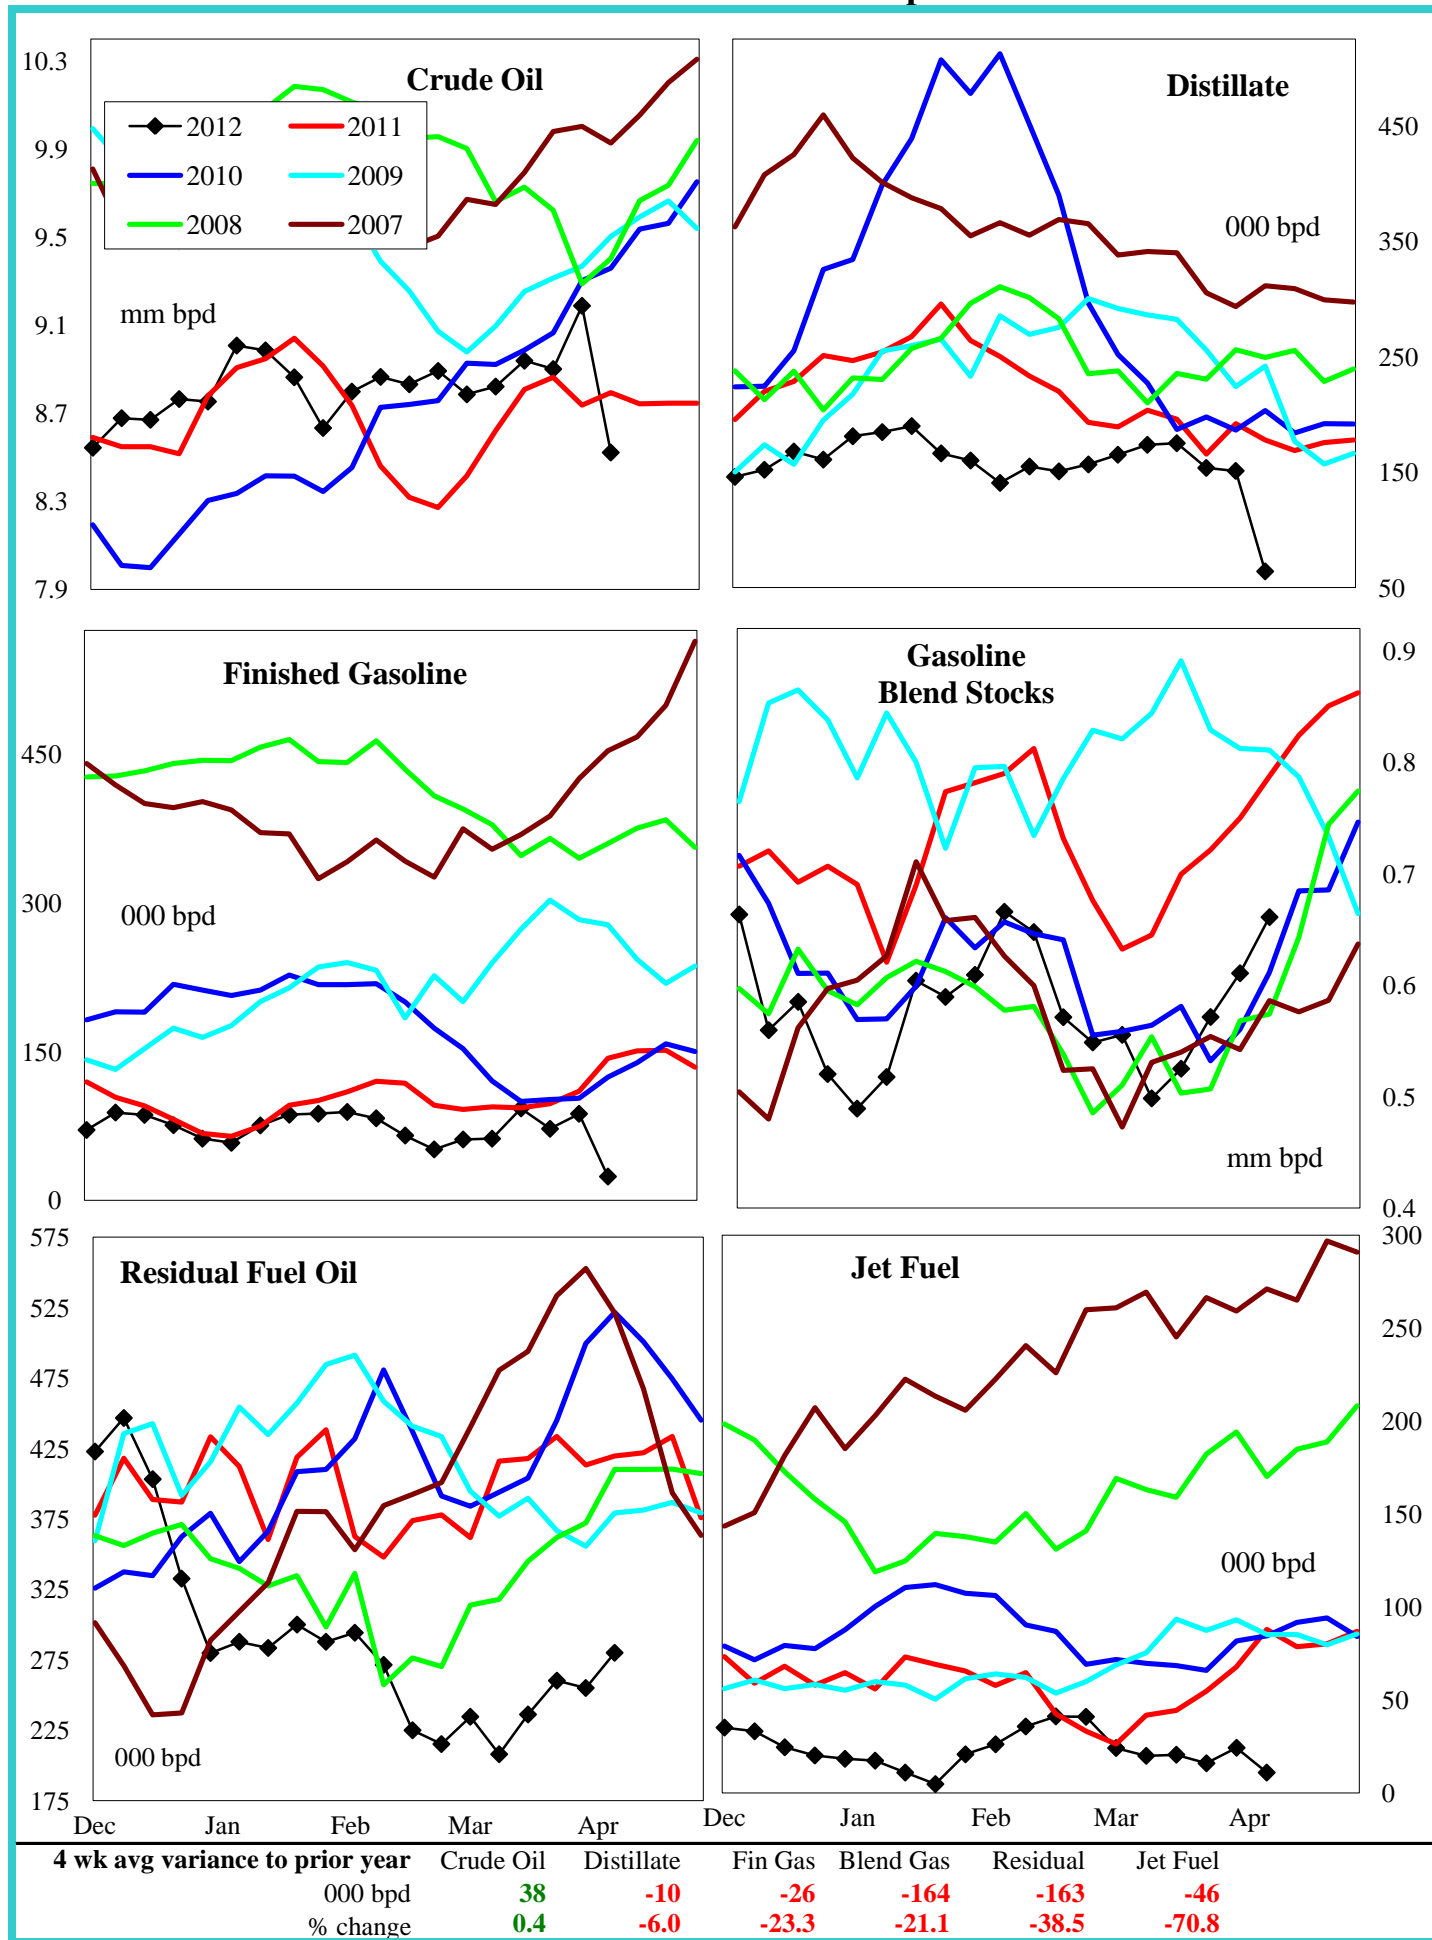 Crude Oil
10.3
9.9
9.5
9.1
8.7
8.3
7.9
2012 2011
2010 2009
2008 2007
mm bpd
Distillate
000 bpd
450
350
250
150
50
Finished Gasoline
450
300
150
0
000 bpd
Gasoline
Blend Stocks
0.9
0.8
0.7
0.6
0.5
0.4
mm bpd
Residual Fuel Oil
575
525
475
425
375
325
275
225
175
000 bpd
Dec Jan Feb Mar Apr
Jet Fuel
300
250
200
150
100
50
0
000 bpd
Dec Jan Feb Mar Apr
4 wk avg variance to prior year Crude Oil Distillate Fin Gas Blend Gas Residual Jet Fuel
000 bpd 38 -10 -26 -164 -163 -46
% change 0.4 -6.0 -23.3 -21.1 -38.5 -70.8